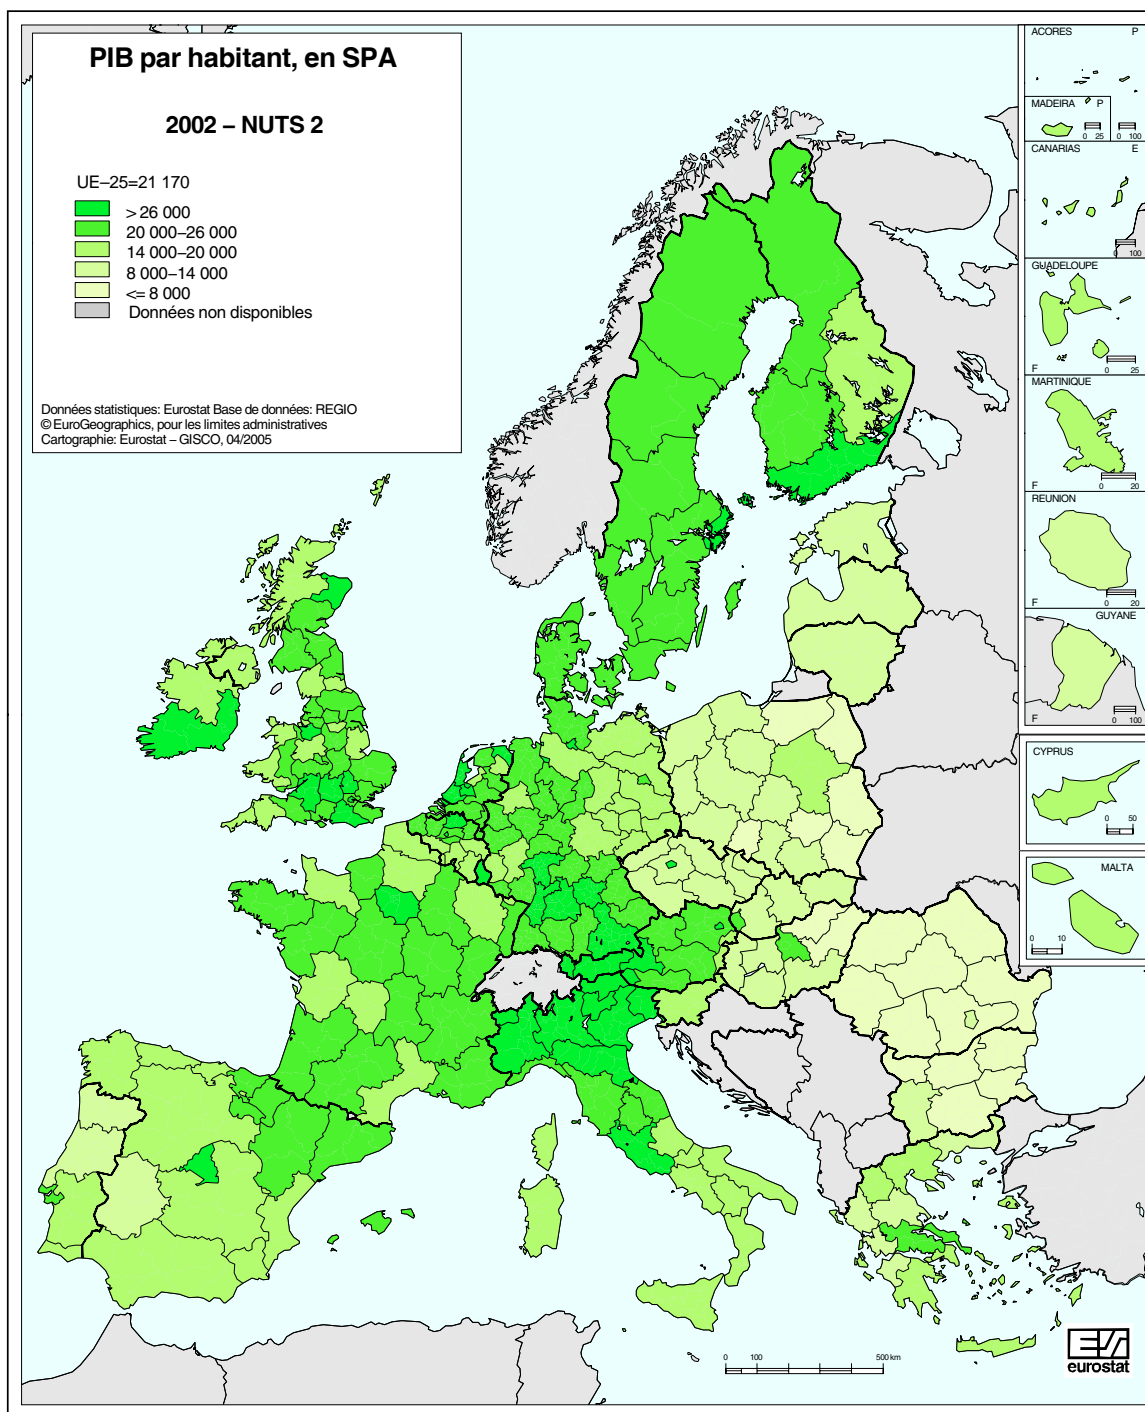 PIB par habitant, en SPA
2002 – NUTS 2
UE–25=21 170
> 26 000
20 000–26 000
14 000–20 000
8 000–14 000
<= 8 000
Données non disponibles
Données statistiques: Eurostat Base de données: REGIO
© EuroGeographics, pour les limites administratives
Cartographie: Eurostat – GISCO, 04/2005
ACORES P
MADEIRA P
0 25 0 100
CANARIAS E
0 100
GUADELOUPE
F 0 25
MARTINIQUE
F 0 20
REUNION
F 0 20
GUYANE
F 0 100
CYPRUS
0 50
MALTA
0 10
0 100 500 km
eurostat